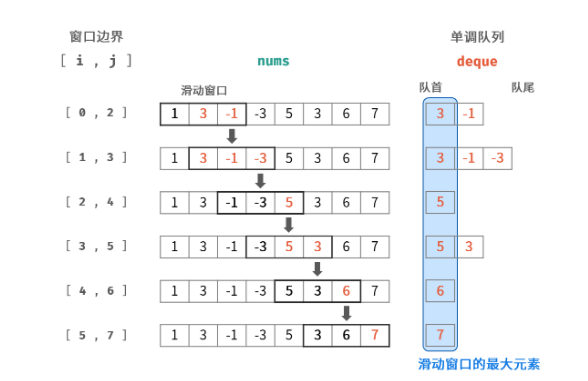 窗口边界 单调队列
[ i , j ] nums deque
滑动窗口 队首 队尾
[ 0 , 2 ] 1 3 -1 -3 5 3 6 7 3 -1
[ 1 , 3 ] 1 3 -1 -3 5 3 6 7 3 -1 -3
[ 2 , 4 ] 1 3 -1 -3 5 3 6 7 5
[ 3 , 5 ] 1 3 -1 -3 5 3 6 7 5 3
[ 4 , 6 ] 1 3 -1 -3 5 3 6 7 6
[ 5 , 7 ] 1 3 -1 -3 5 3 6 7 7
滑动窗口的最大元素